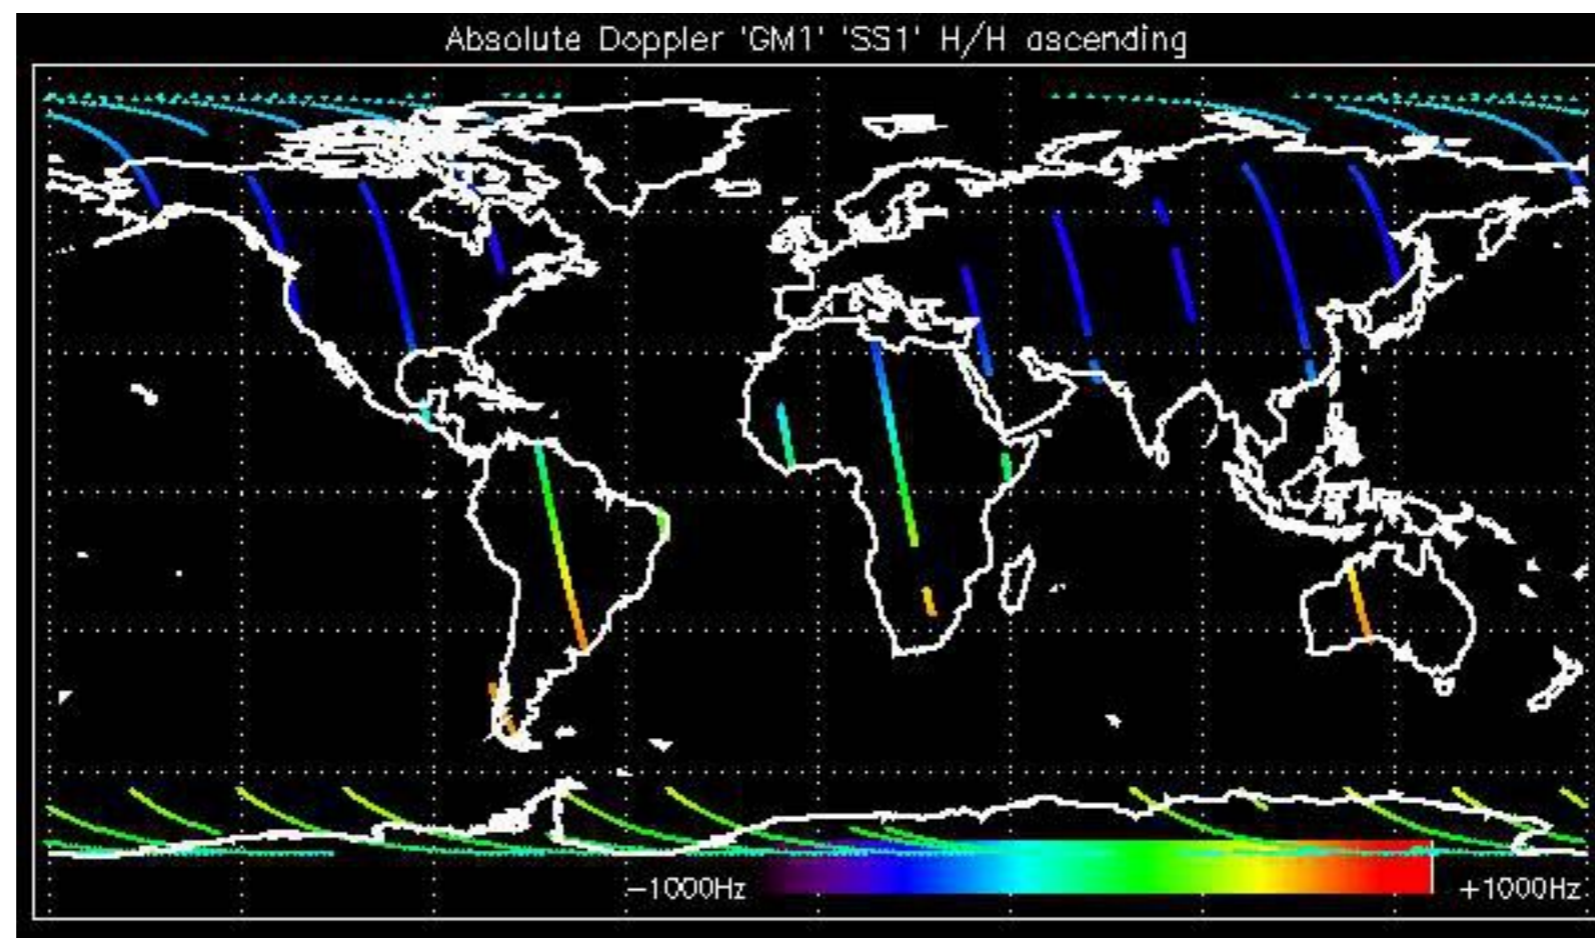 Absolute Doppler 'GM1' 'SS1' H/H ascending
−1000Hz
+1000Hz